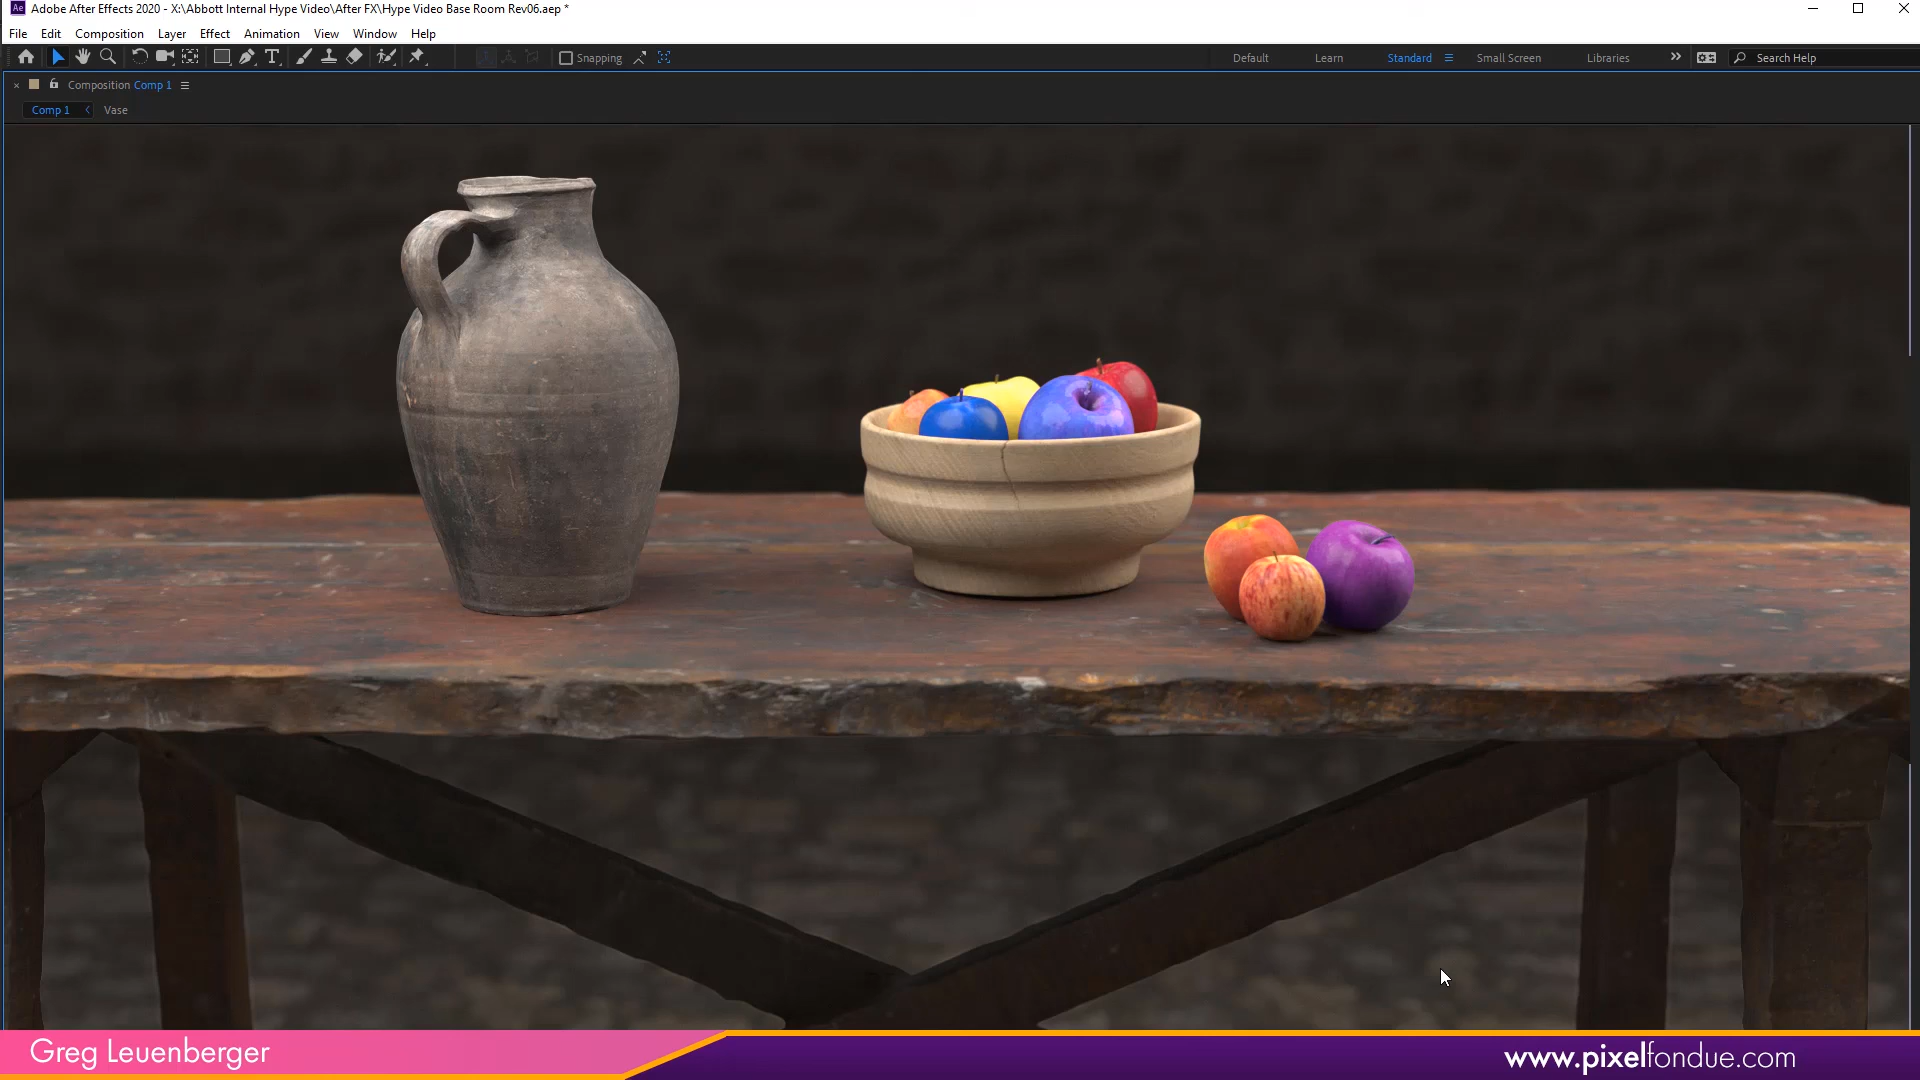 Ae Adobe After Effects 2020 - X:\Abbott Internal Hype Video\After FX\Hype Video Base Room Rev06.aep *
File Edit Composition Layer Effect Animation View Window Help
Snapping Default Learn Standard Small Screen Libraries Search Help
Composition Comp 1
Comp 1 Vase
Greg Leuenberger
www.pixelfondue.com